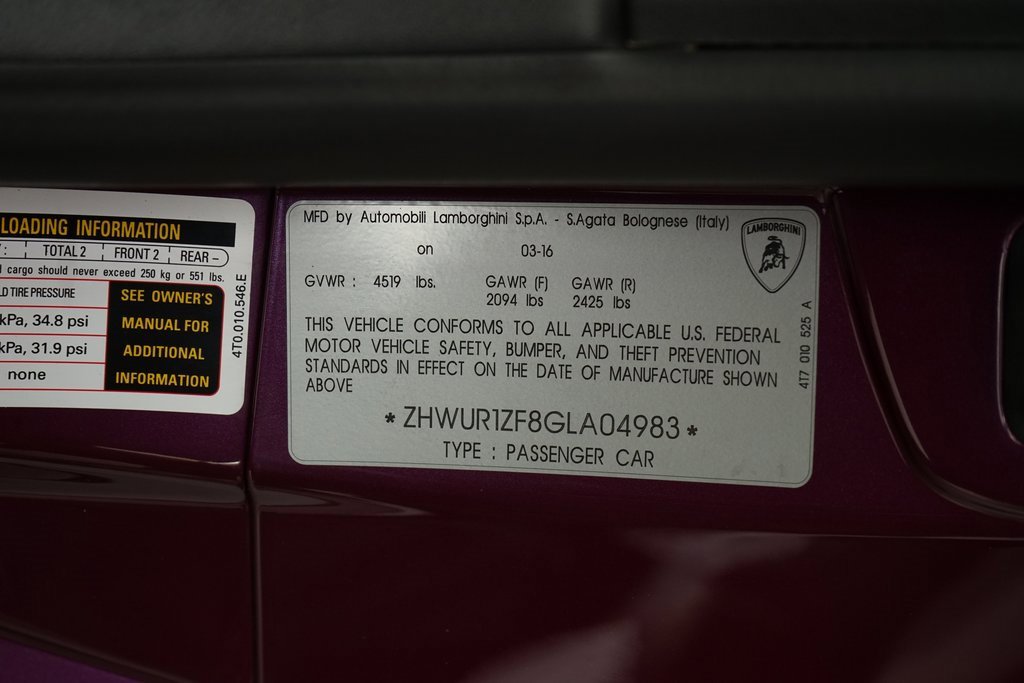 LOADING INFORMATION
TOTAL 2 FRONT 2 REAR –
cargo should never exceed 250 kg or 551 lbs.
TIRE PRESSURE
kPa, 34.8 psi
kPa, 31.9 psi
none
SEE OWNER'S
MANUAL FOR
ADDITIONAL
INFORMATION
4T0.010.546.E
MFD by Automobili Lamborghini S.p.A. - S.Agata Bolognese (Italy)
on 03-16
GVWR : 4519 lbs. GAWR (F) GAWR (R)
2094 lbs 2425 lbs
THIS VEHICLE CONFORMS TO ALL APPLICABLE U.S. FEDERAL
MOTOR VEHICLE SAFETY, BUMPER, AND THEFT PREVENTION
STANDARDS IN EFFECT ON THE DATE OF MANUFACTURE SHOWN
ABOVE
* ZHWUR1ZF8GLA04983 *
TYPE : PASSENGER CAR
LAMBORGHINI
4T7 010 525 A